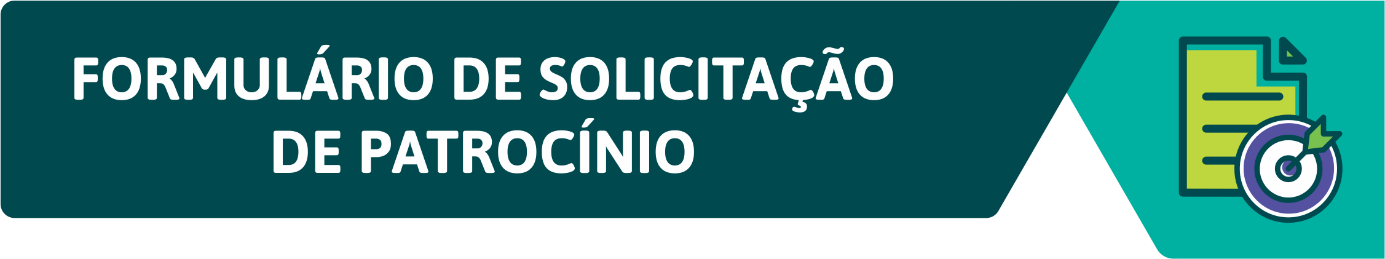 FORMULÁRIO DE SOLICITAÇÃO
DE PATROCÍNIO